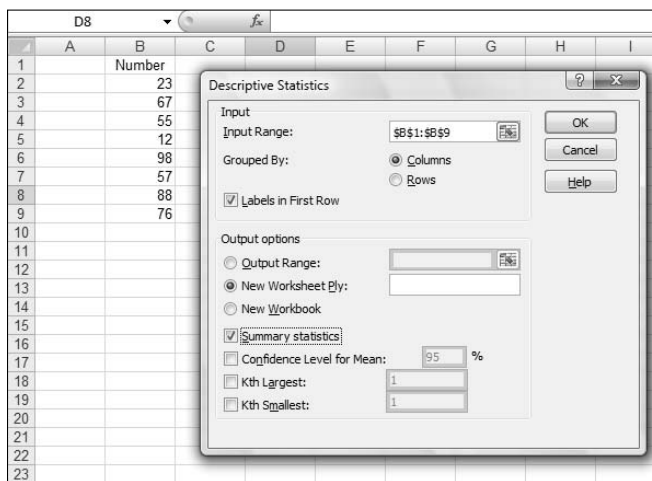 D8 fx
A B C D E F G H I
1 Number
2 23
3 67
4 55
5 12
6 98
7 57
8 88
9 76
10
11
12
13
14
15
16
17
18
19
20
21
22
23
Descriptive Statistics
Input
Input Range: $B$1:$B$9
Grouped By: Columns
Rows
Labels in First Row
OK
Cancel
Help
Output options
Output Range:
New Worksheet Ply:
New Workbook
Summary statistics
Confidence Level for Mean: 95 %
Kth Largest: 1
Kth Smallest: 1